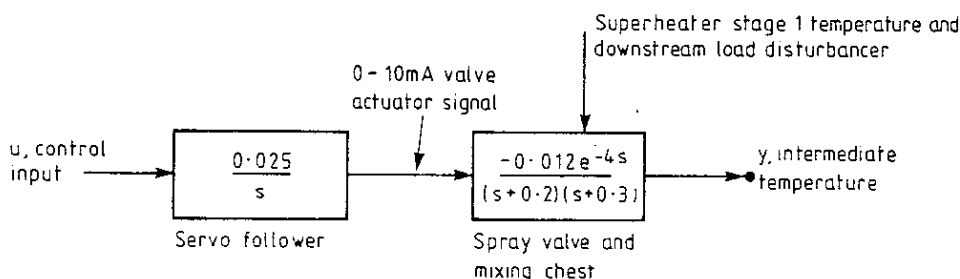 Superheater stage 1 temperature and
downstream load disturbancer
0-10mA valve
actuator signal
u, control
input
0·025
s
-0·012e-4s
(s+0·2)(s+0·3)
y, intermediate
temperature
Servo follower
Spray valve and
mixing chest